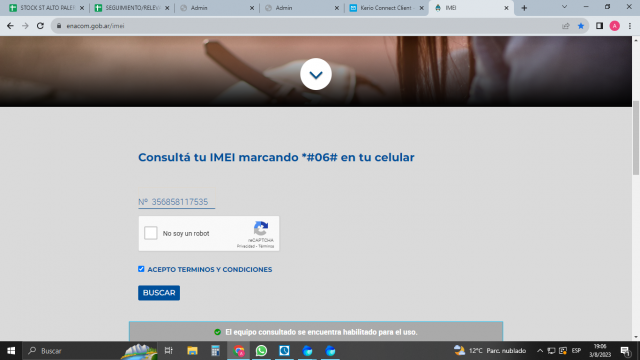 STOCK ST ALTO PALE
SEGUIMIENTO/RELEV
Admin
Admin
Kerio Connect Client
IMEI
enacom.gob.ar/imei
A
Consultá tu IMEI marcando *#06# en tu celular
Nº 356858117535
No soy un robot
reCAPTCHA
Privacidad - Términos
ACEPTO TERMINOS Y CONDICIONES
BUSCAR
El equipo consultado se encuentra habilitado para el uso.
Buscar
12°C Parc. nublado
ESP
19:06
3/8/2023